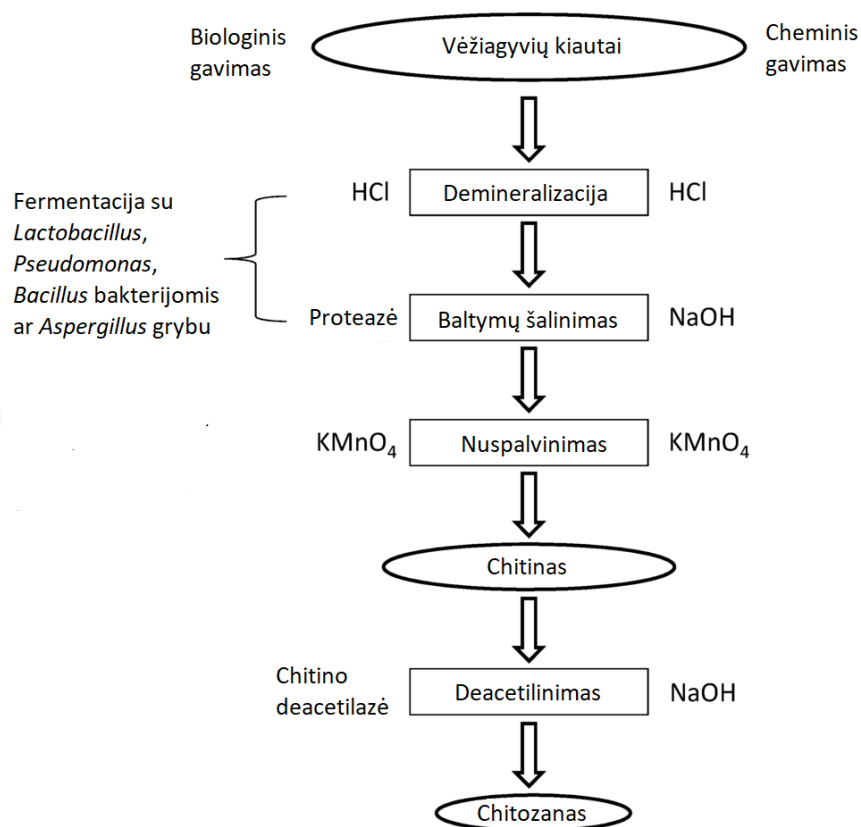 Biologinis
gavimas
Vėžiagyvių kiautai
Cheminis
gavimas
HCl
Demineralizacija
HCl
Fermentacija su
Lactobacillus,
Pseudomonas,
Bacillus bakterijomis
ar Aspergillus grybu
Proteazė
Baltymų šalinimas
NaOH
KMnO₄
Nuspalvinimas
KMnO₄
Chitinas
Chitino
deacetilazė
Deacetilinimas
NaOH
Chitozanas